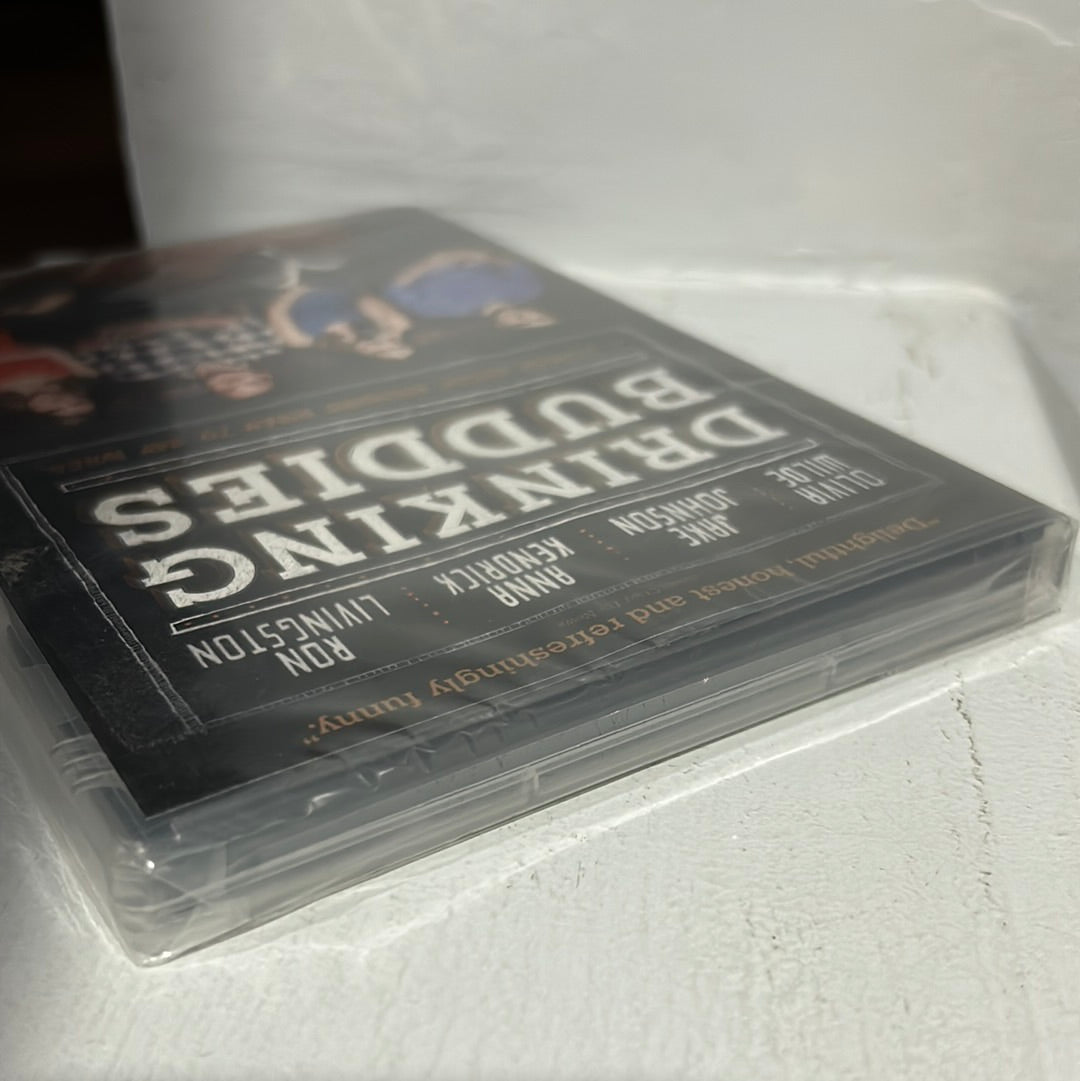 "Delightful, honest and refreshingly funny."
OLIVIA WILDE
JAKE JOHNSON
ANNA KENDRICK
RON LIVINGSTON
DRINKING
BUDDIES